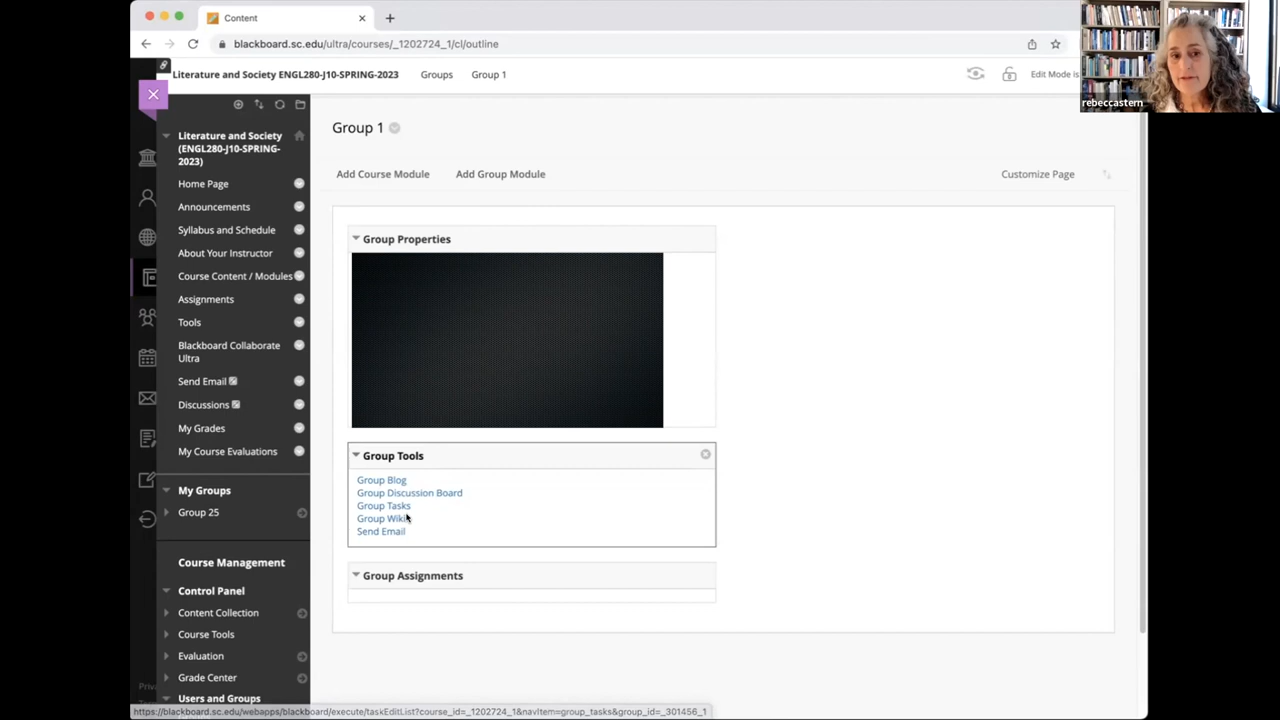 Content
blackboard.sc.edu/ultra/courses/_1202724_1/cl/outline
rebeccastern
Literature and Society ENGL280-J10-SPRING-2023 Groups Group 1
Edit Mode is
Group 1
Add Course Module Add Group Module Customize Page
Literature and Society
(ENGL280-J10-SPRING-
2023)
Home Page
Announcements
Syllabus and Schedule
About Your Instructor
Course Content / Modules
Assignments
Tools
Blackboard Collaborate
Ultra
Send Email
Discussions
My Grades
My Course Evaluations
My Groups
Group 25
Course Management
Control Panel
Content Collection
Course Tools
Evaluation
Grade Center
Users and Groups
Group Properties
Group Tools
Group Blog
Group Discussion Board
Group Tasks
Group Wiki
Send Email
Group Assignments
https://blackboard.sc.edu/webapps/blackboard/execute/taskEditList?course_id=_1202724_1&navItem=group_tasks&group_id=_301456_1